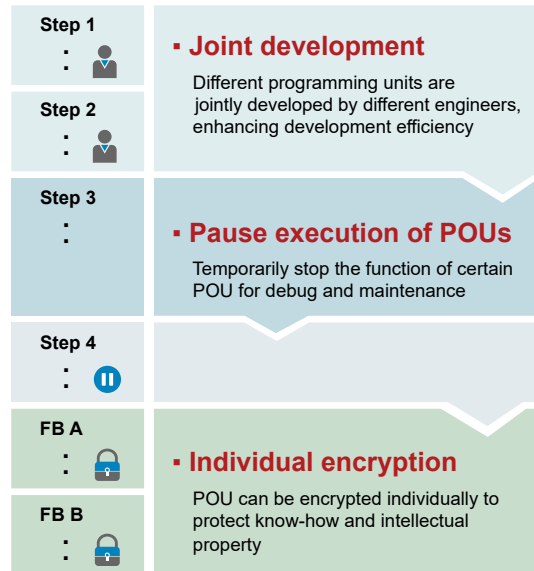 Step 1
:
Step 2
:
Step 3
:
Step 4
:
FB A
:
FB B
:
▪ Joint development
Different programming units are
jointly developed by different engineers,
enhancing development efficiency
▪ Pause execution of POUs
Temporarily stop the function of certain
POU for debug and maintenance
▪ Individual encryption
POU can be encrypted individually to
protect know-how and intellectual
property